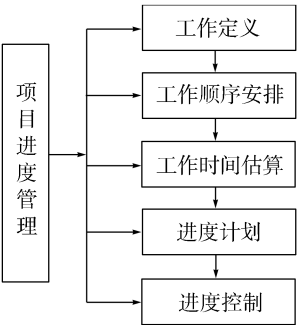 项目进度管理
工作定义
工作顺序安排
工作时间估算
进度计划
进度控制